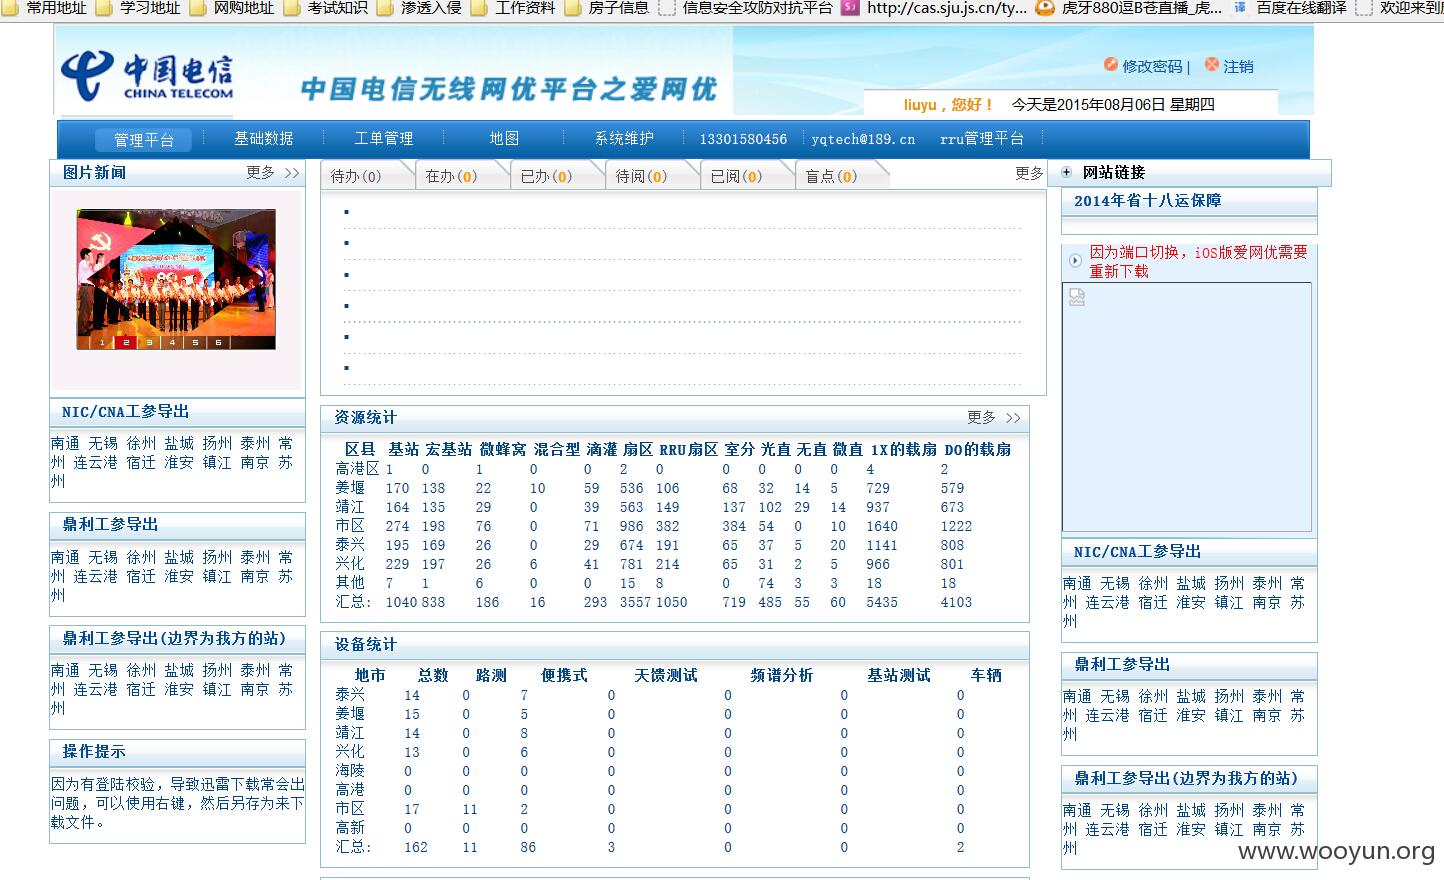 常用地址 学习地址 网购地址 考试知识 渗透入侵 工作资料 房子信息 信息安全攻防对抗平台 http://cas.sju.js.cn/ty... 虎牙880逗B苍直播_虎... 百度在线翻译 欢迎来到
中国电信
CHINA TELECOM
中国电信无线网优平台之爱网优
修改密码 | 注销
liuyu，您好！ 今天是2015年08月06日 星期四
管理平台 基础数据 工单管理 地图 系统维护 13301580456 yqtech@189.cn rru管理平台
图片新闻 更多 >>
1 2 3 4 5 6
NIC/CNA工参导出
南通 无锡 徐州 盐城 扬州 泰州 常
州 连云港 宿迁 淮安 镇江 南京 苏
州
鼎利工参导出
南通 无锡 徐州 盐城 扬州 泰州 常
州 连云港 宿迁 淮安 镇江 南京 苏
州
鼎利工参导出(边界为我方的站)
南通 无锡 徐州 盐城 扬州 泰州 常
州 连云港 宿迁 淮安 镇江 南京 苏
州
操作提示
因为有登陆校验，导致迅雷下载常会出
问题，可以使用右键，然后另存为来下
载文件。
待办(0) 在办(0) 已办(0) 待阅(0) 已阅(0) 盲点(0) 更多
资源统计 更多 >>
区县 基站 宏基站 微蜂窝 混合型 滴灌 扇区 RRU扇区 室分 光直 无直 微直 1X的载扇 DO的载扇
高港区 1 0 1 0 0 2 0 0 0 0 0 4 2
姜堰 170 138 22 10 59 536 106 68 32 14 5 729 579
靖江 164 135 29 0 39 563 149 137 102 29 14 937 673
市区 274 198 76 0 71 986 382 384 54 0 10 1640 1222
泰兴 195 169 26 0 29 674 191 65 37 5 20 1141 808
兴化 229 197 26 6 41 781 214 65 31 2 5 966 801
其他 7 1 6 0 0 15 8 0 74 3 3 18 18
汇总: 1040 838 186 16 293 3557 1050 719 485 55 60 5435 4103
设备统计
地市 总数 路测 便携式 天馈测试 频谱分析 基站测试 车辆
泰兴 14 0 7 0 0 0 0
姜堰 15 0 5 0 0 0 0
靖江 14 0 8 0 0 0 0
兴化 13 0 6 0 0 0 0
海陵 0 0 0 0 0 0 0
高港 0 0 0 0 0 0 0
市区 17 11 2 0 0 0 0
高新 0 0 0 0 0 0 0
汇总: 162 11 86 3 0 0 2
网站链接
2014年省十八运保障
因为端口切换，iOS版爱网优需要
重新下载
NIC/CNA工参导出
南通 无锡 徐州 盐城 扬州 泰州 常
州 连云港 宿迁 淮安 镇江 南京 苏
州
鼎利工参导出
南通 无锡 徐州 盐城 扬州 泰州 常
州 连云港 宿迁 淮安 镇江 南京 苏
州
鼎利工参导出(边界为我方的站)
南通 无锡 徐州 盐城 扬州 泰州 常
州 连云港 宿迁 淮安 镇江 南京 苏
州
www.wooyun.org